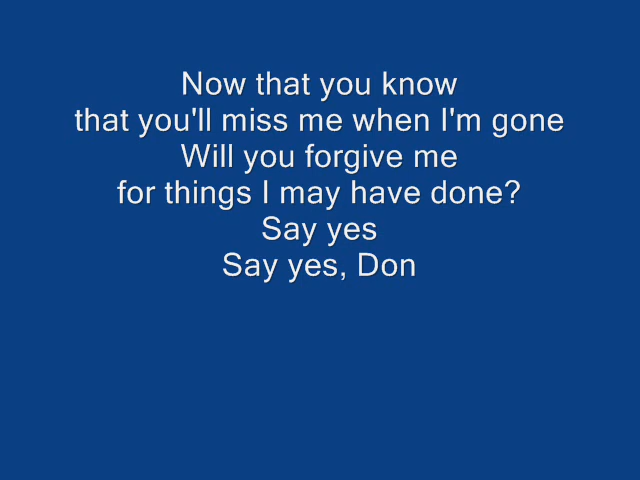 Now that you know
that you'll miss me when I'm gone
Will you forgive me
for things I may have done?
Say yes
Say yes, Don